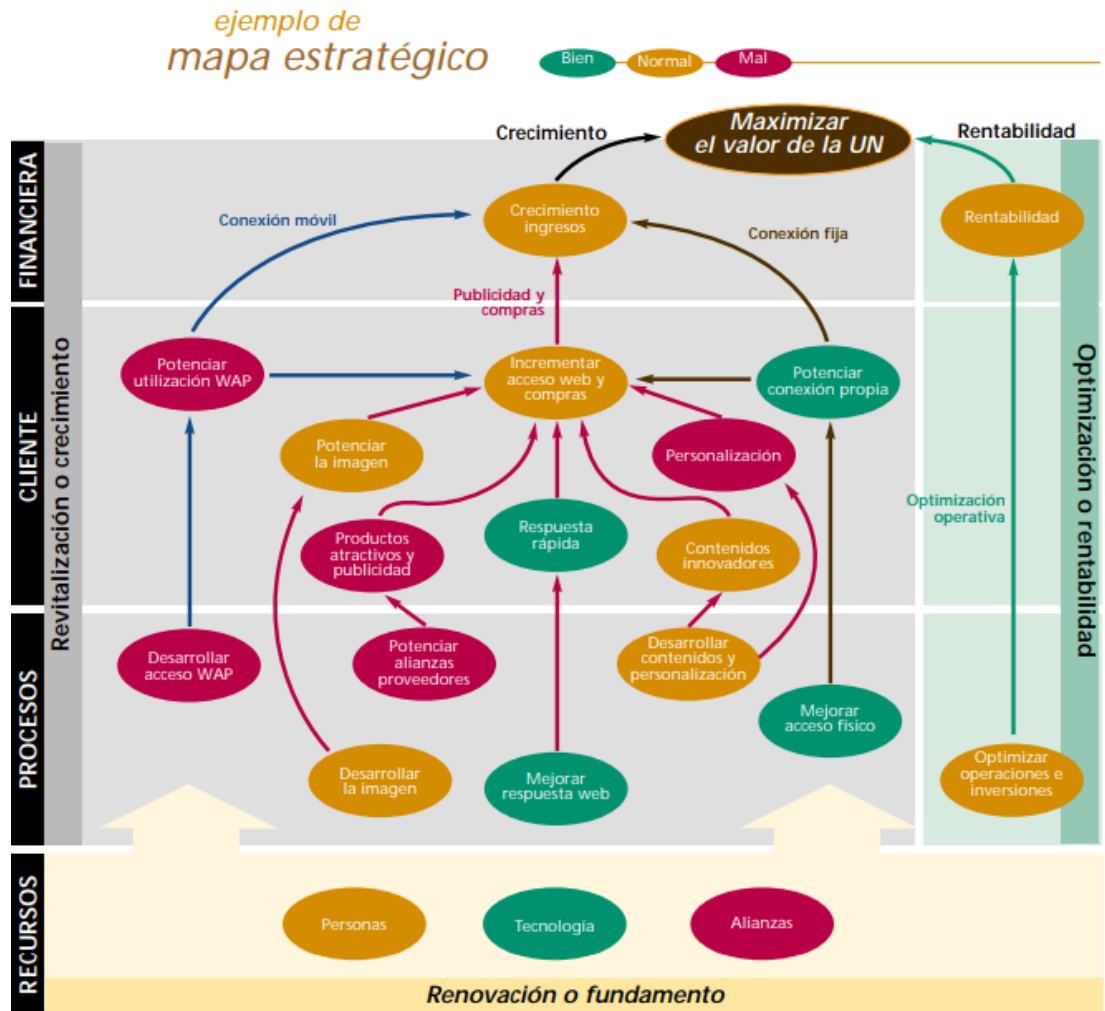 ejemplo de
mapa estratégico
Bien
Normal
Mal
Crecimiento
Maximizar
el valor de la UN
Rentabilidad
FINANCIERA
Conexión móvil
Crecimiento
ingresos
Conexión fija
Rentabilidad
Publicidad y
compras
Revitalización o crecimiento
Optimización o rentabilidad
CLIENTE
Potenciar
utilización WAP
Incrementar
acceso web y
compras
Potenciar
conexión propia
Potenciar
la imagen
Personalización
Productos
atractivos y
publicidad
Respuesta
rápida
Contenidos
innovadores
Optimización
operativa
PROCESOS
Desarrollar
acceso WAP
Potenciar
alianzas
proveedores
Desarrollar
contenidos y
personalización
Mejorar
acceso físico
Desarrollar
la imagen
Mejorar
respuesta web
Optimizar
operaciones e
inversiones
RECURSOS
Personas
Tecnología
Alianzas
Renovación o fundamento